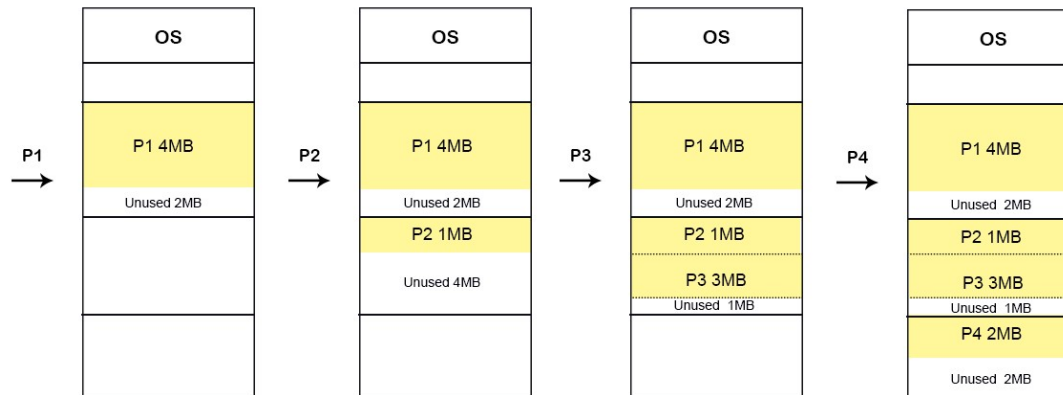 OS
P1
P1 4MB
Unused 2MB
OS
P2
P1 4MB
Unused 2MB
P2 1MB
Unused 4MB
OS
P3
P1 4MB
Unused 2MB
P2 1MB
P3 3MB
Unused 1MB
OS
P4
P1 4MB
Unused 2MB
P2 1MB
P3 3MB
Unused 1MB
P4 2MB
Unused 2MB